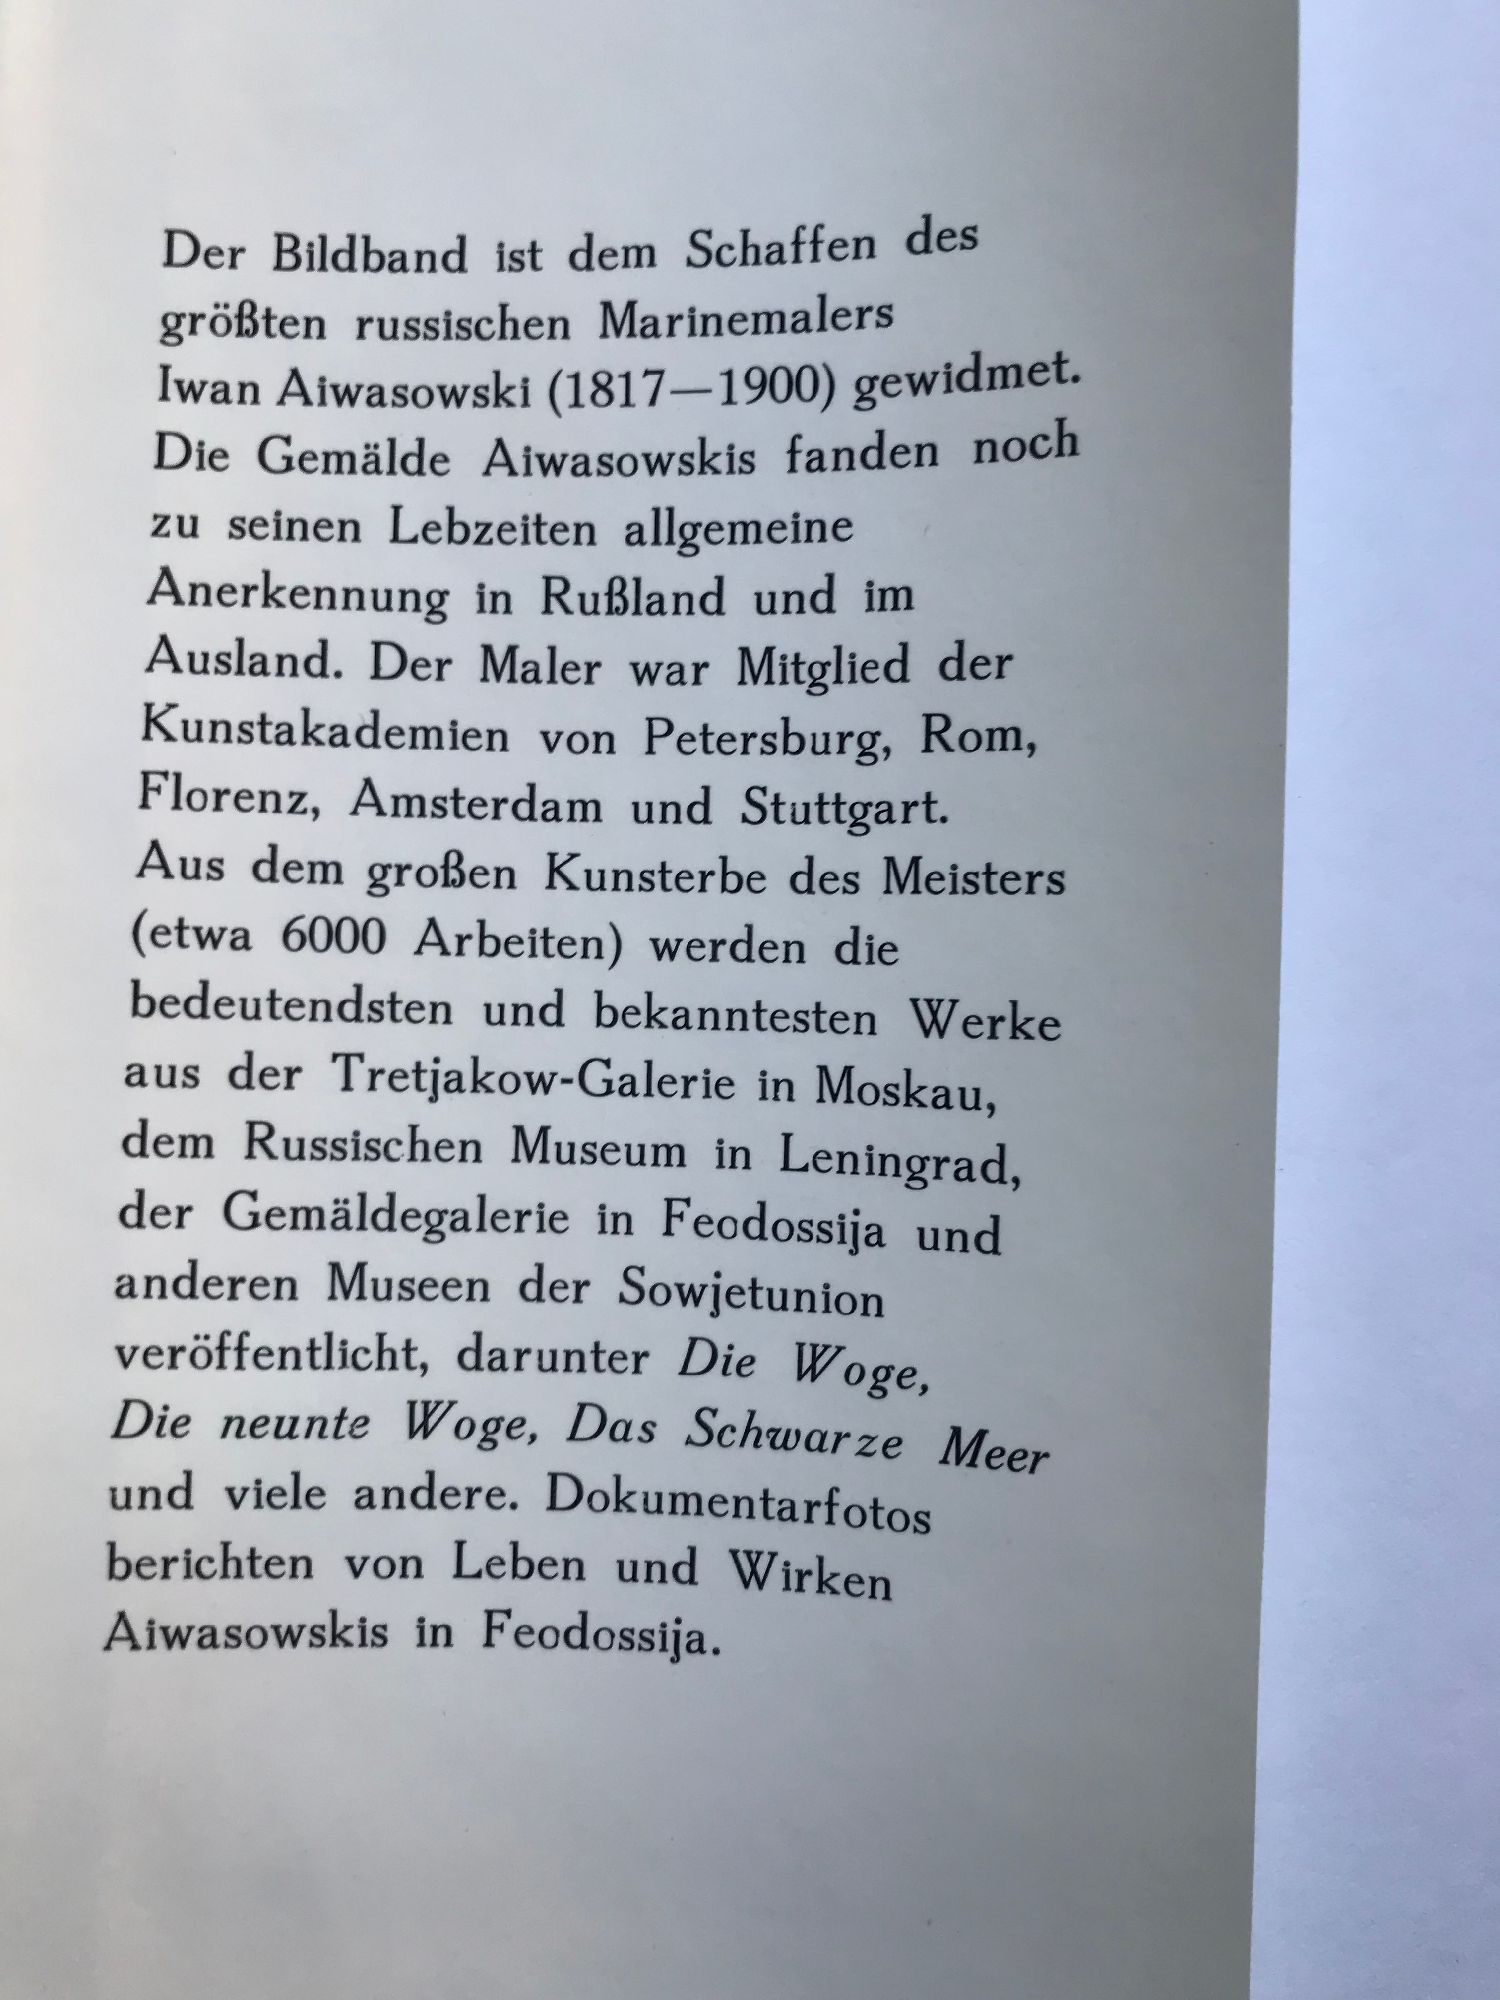 Der Bildband ist dem Schaffen des
größten russischen Marinemalers
Iwan Aiwasowski (1817—1900) gewidmet.
Die Gemälde Aiwasowskis fanden noch
zu seinen Lebzeiten allgemeine
Anerkennung in Rußland und im
Ausland. Der Maler war Mitglied der
Kunstakademien von Petersburg, Rom,
Florenz, Amsterdam und Stuttgart.
Aus dem großen Kunsterbe des Meisters
(etwa 6000 Arbeiten) werden die
bedeutendsten und bekanntesten Werke
aus der Tretjakow-Galerie in Moskau,
dem Russischen Museum in Leningrad,
der Gemäldegalerie in Feodossija und
anderen Museen der Sowjetunion
veröffentlicht, darunter Die Woge,
Die neunte Woge, Das Schwarze Meer
und viele andere. Dokumentarfotos
berichten von Leben und Wirken
Aiwasowskis in Feodossija.